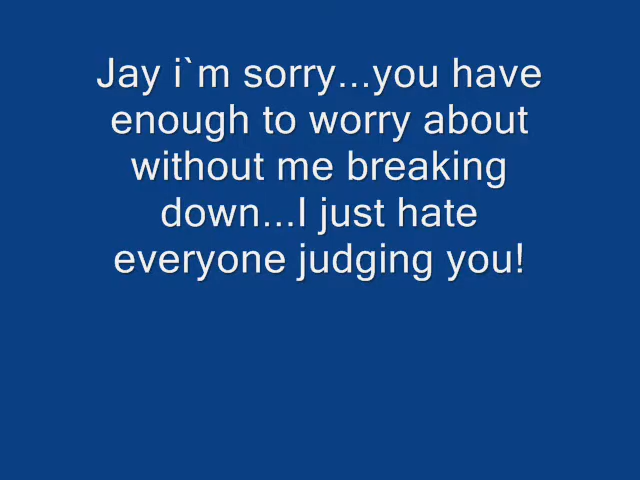 Jay i`m sorry...you have
enough to worry about
without me breaking
down...I just hate
everyone judging you!